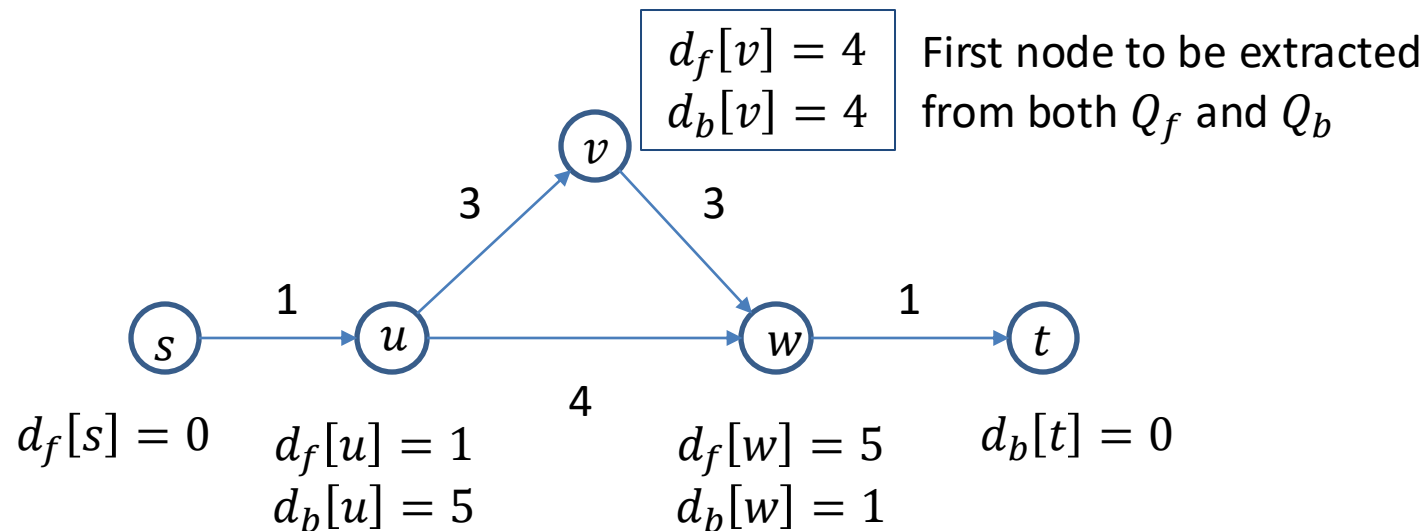 d_f[v] = 4
d_b[v] = 4
First node to be extracted
from both Q_f and Q_b
v
3
3
1
1
s
u
w
t
4
d_f[s] = 0
d_f[u] = 1
d_b[u] = 5
d_f[w] = 5
d_b[w] = 1
d_b[t] = 0